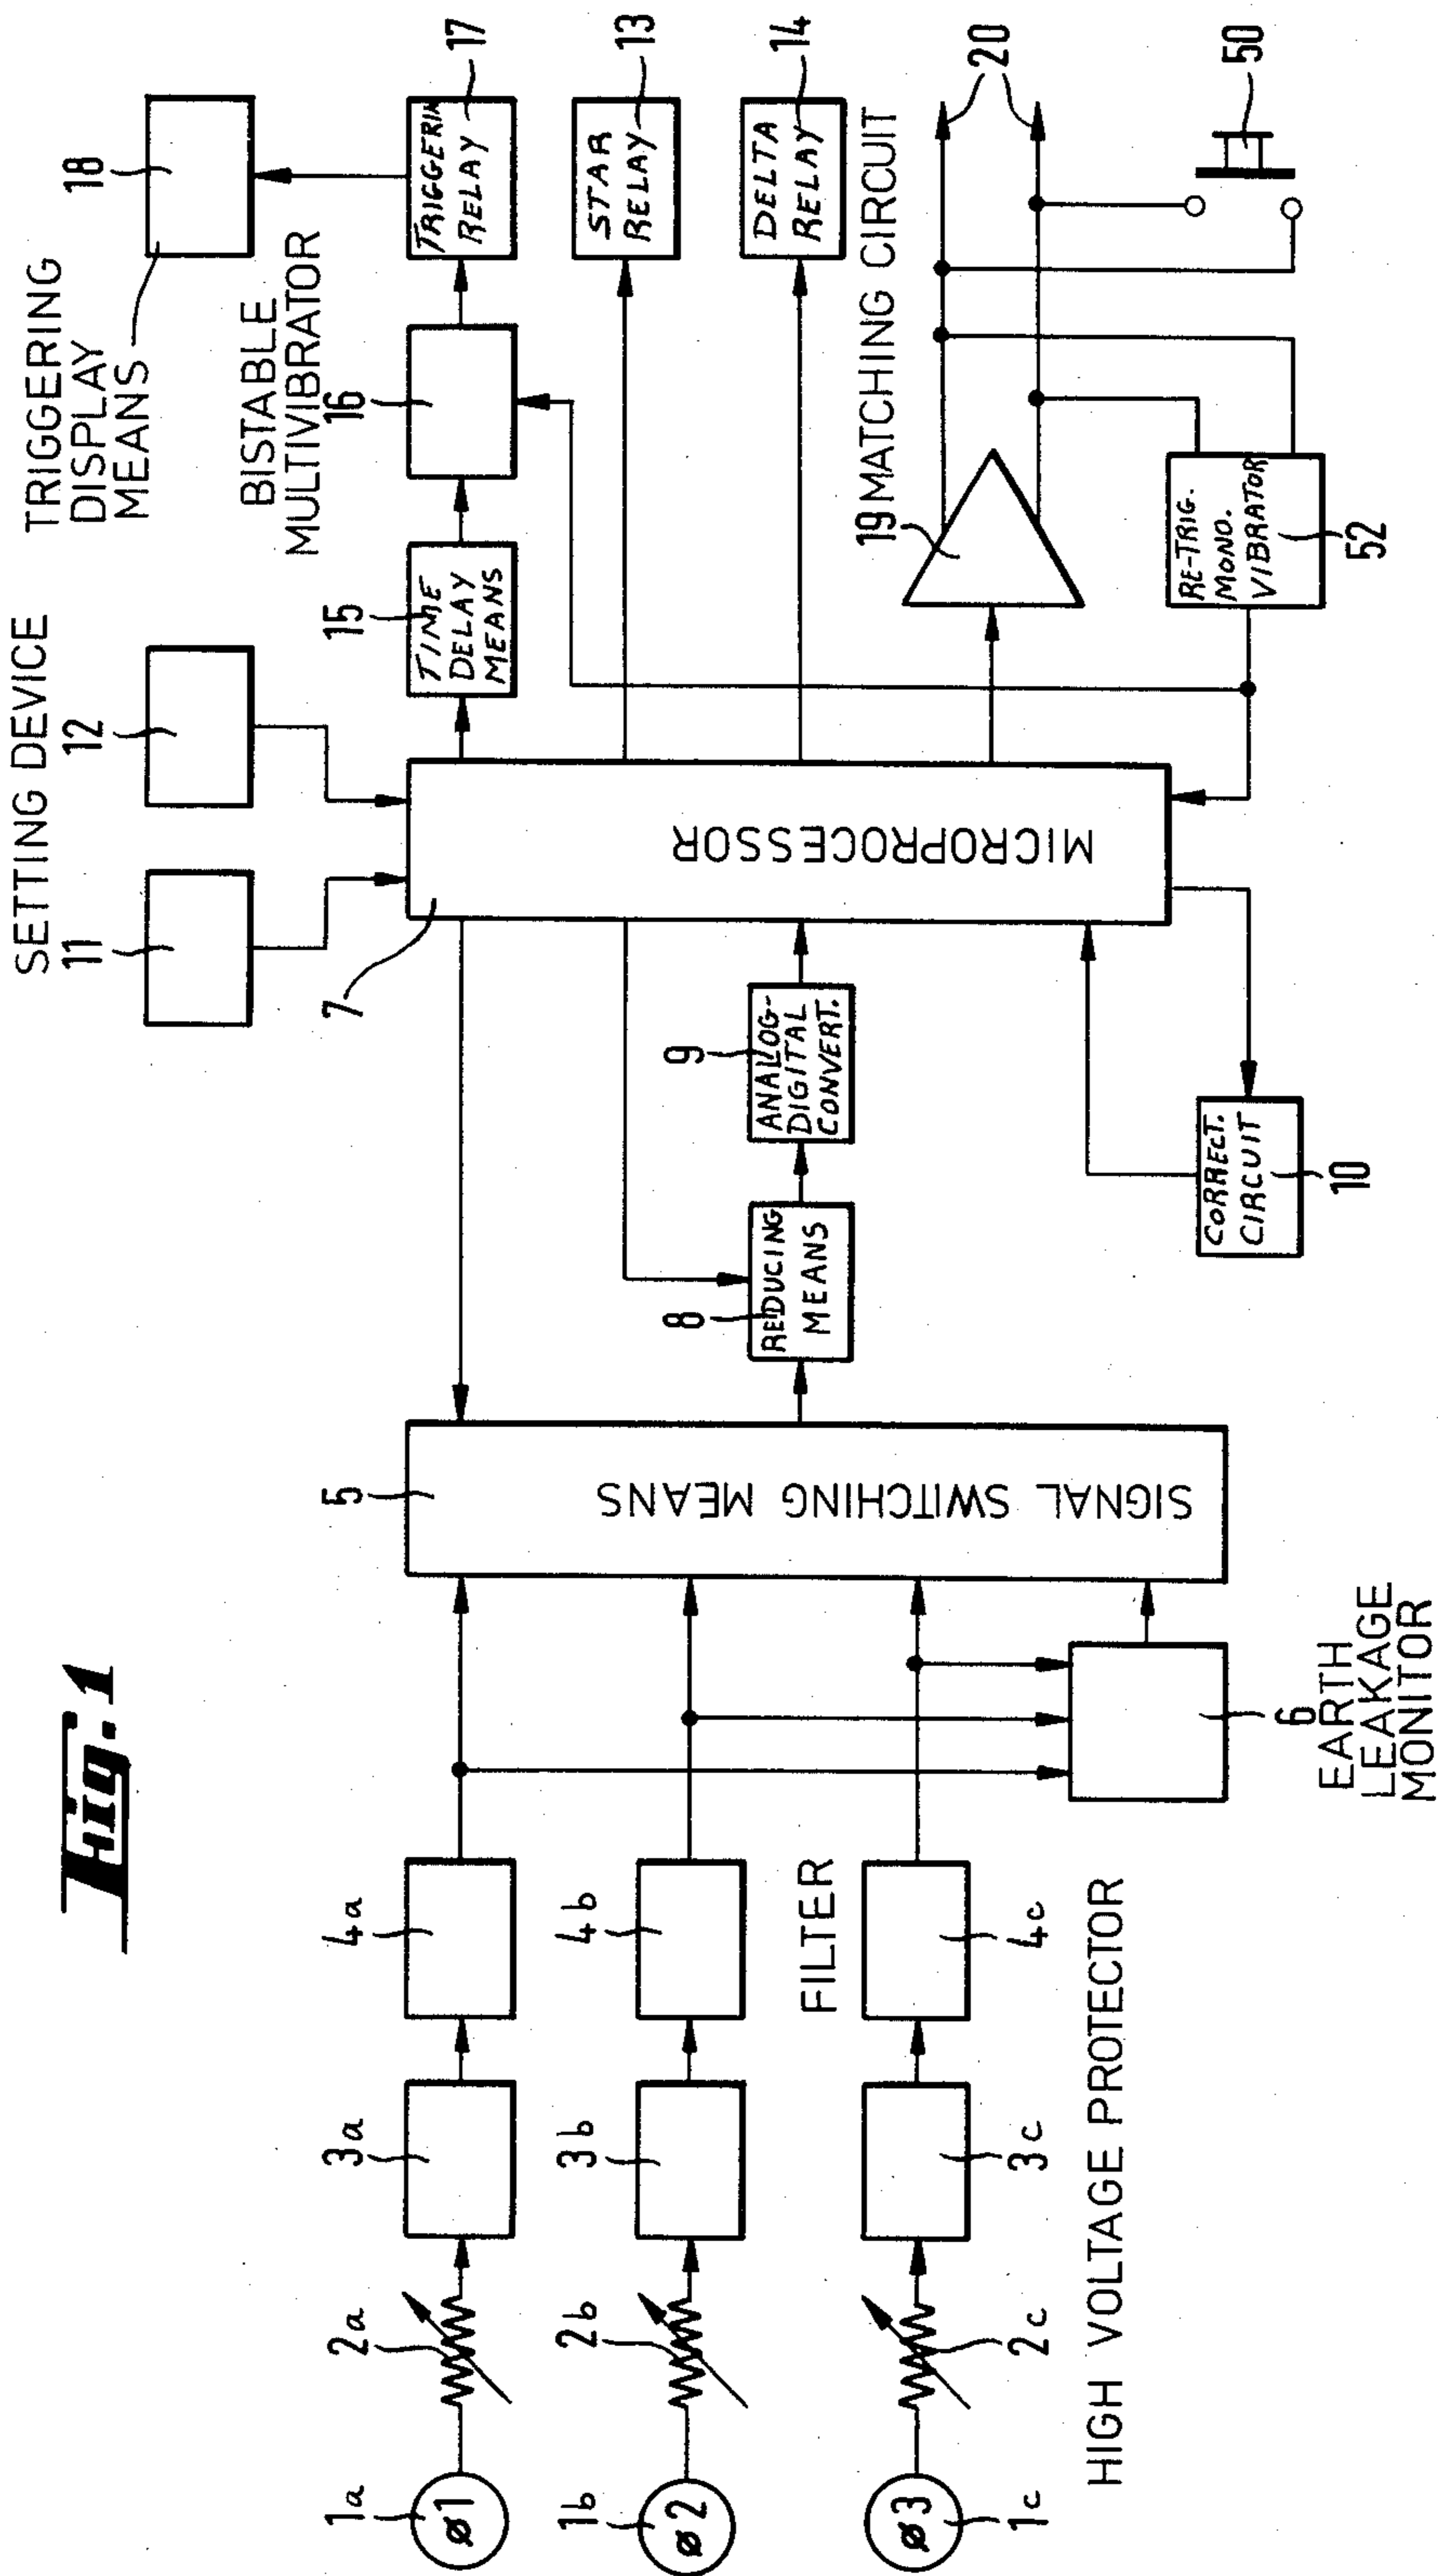 Fig. 1
SETTING DEVICE
11
12
TRIGGERING
DISPLAY
MEANS
18
BISTABLE
MULTIVIBRATOR
1a
ø1
2a
3a
4a
5
7
15
TIME
DELAY
MEANS
16
TRIGGERIN
RELAY
17
1b
ø2
2b
3b
4b
STAR
RELAY
13
SIGNAL SWITCHING MEANS
8
REDUCING
MEANS
9
ANALOG-
DIGITAL
CONVERT.
MICROPROCESSOR
DELTA
RELAY
14
FILTER
1c
ø3
2c
3c
4c
19
MATCHING CIRCUIT
20
HIGH VOLTAGE PROTECTOR
6
EARTH
LEAKAGE
MONITOR
CORRECT.
CIRCUIT
10
RE-TRIG.
MONO.
VIBRATOR
52
50